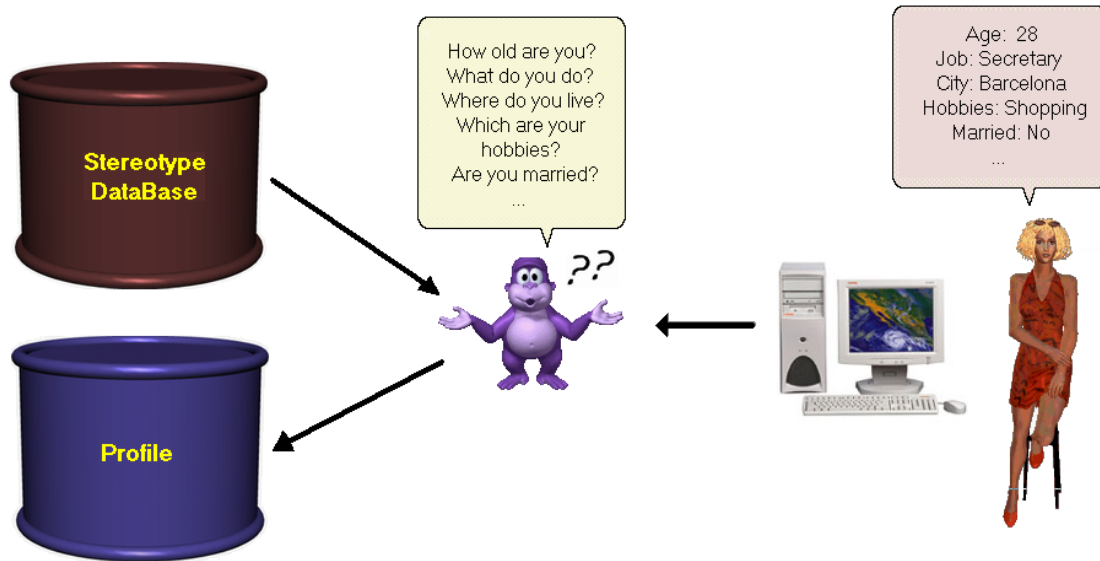 How old are you?
What do you do?
Where do you live?
Which are your
hobbies?
Are you married?
...
Age: 28
Job: Secretary
City: Barcelona
Hobbies: Shopping
Married: No
...
Stereotype
DataBase
??
Profile